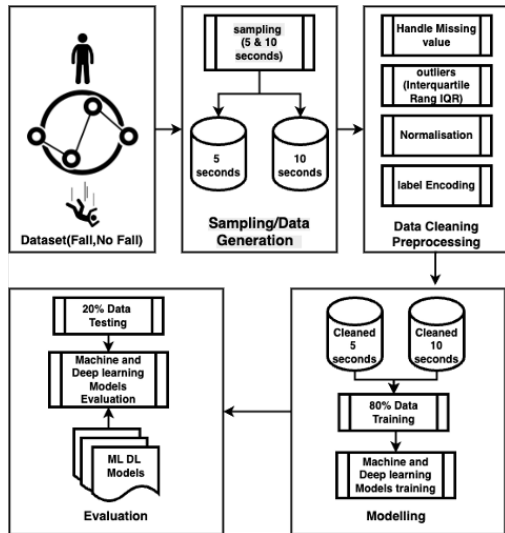 Dataset(Fall,No Fall)
sampling
(5 & 10
seconds)
5
seconds
10
seconds
Sampling/Data
Generation
Handle Missing
value
outliers
(Interquartile
Rang IQR)
Normalisation
label Encoding
Data Cleaning
Preprocessing
Cleaned
5
seconds
Cleaned
10
seconds
80% Data
Training
Machine and
Deep learning
Models training
Modelling
20% Data
Testing
Machine and
Deep learning
Models
Evaluation
ML DL
Models
Evaluation